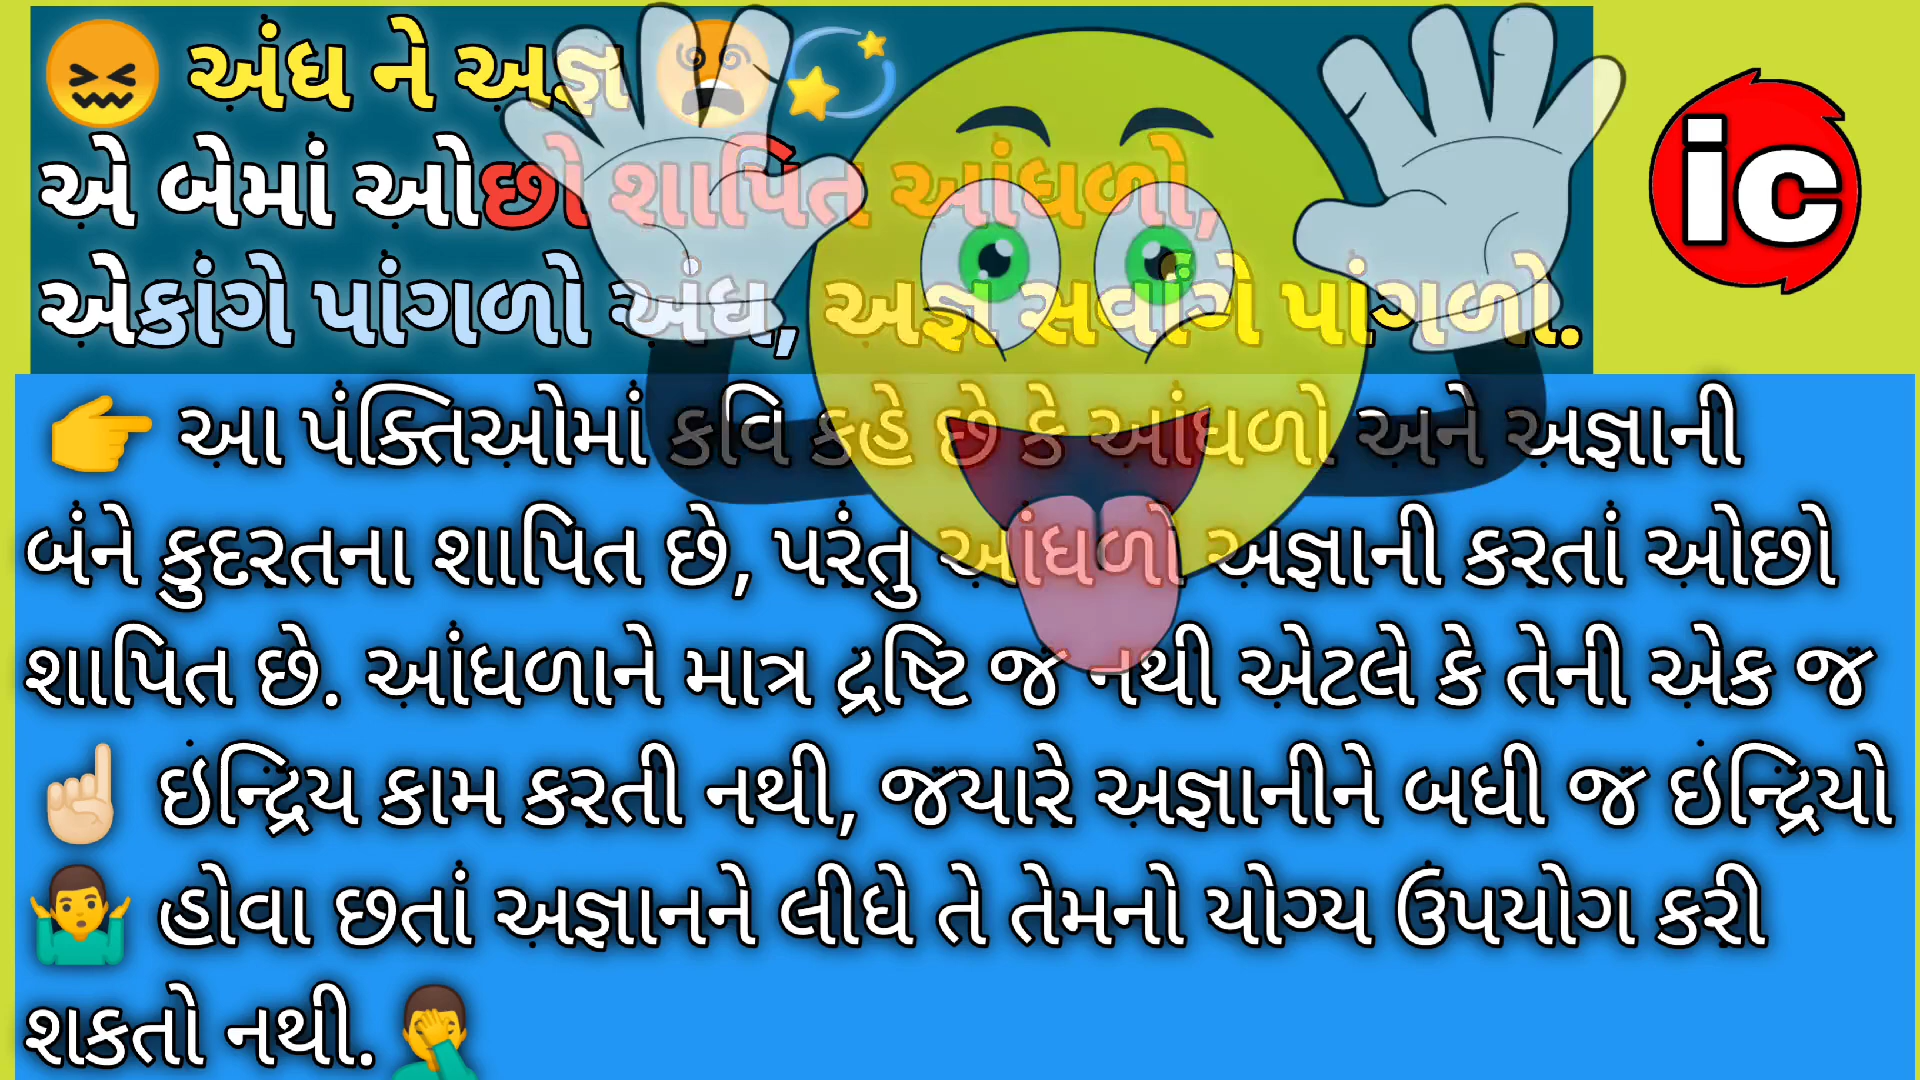 અંધ ને અજ્ઞ
એ બેમાં ઓછો શાપિત આંધળો,
એકાંગે પાંગળો અંધ, અજ્ઞ સર્વાંગે પાંગળો.
ic
આ પંક્તિઓમાં કવિ કહે છે કે આંધળો અને અજ્ઞાની
બંને કુદરતના શાપિત છે, પરંતુ આંધળો અજ્ઞાની કરતાં ઓછો
શાપિત છે. આંધળાને માત્ર દ્રષ્ટિ જ નથી એટલે કે તેની એક જ
ઇન્દ્રિય કામ કરતી નથી, જયારે અજ્ઞાનીને બધી જ ઇન્દ્રિયો
હોવા છતાં અજ્ઞાનને લીધે તે તેમનો યોગ્ય ઉપયોગ કરી
શકતો નથી.